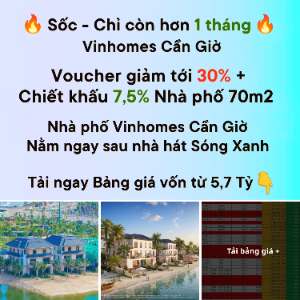 🔥 Sốc - Chỉ còn hơn 1 tháng 🔥
Vinhomes Cần Giờ
Voucher giảm tới 30% +
Chiết khấu 7,5% Nhà phố 70m2
Nhà phố Vinhomes Cần Giờ
Nằm ngay sau nhà hát Sóng Xanh
Tải ngay Bảng giá vốn từ 5,7 Tỷ 👇
Tải bảng giá +